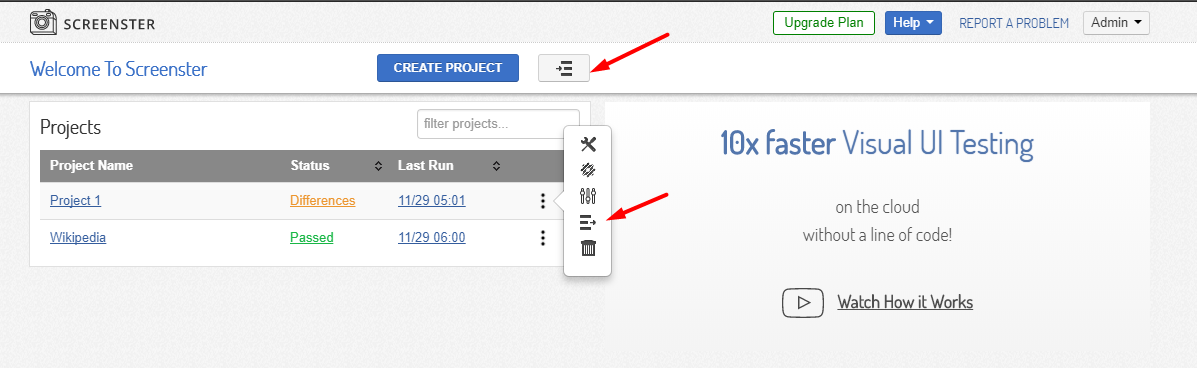 SCREENSTER
Upgrade Plan
Help
REPORT A PROBLEM
Admin
Welcome To Screenster
CREATE PROJECT
Projects
filter projects...
Project Name Status Last Run
Project 1 Differences 11/29 05:01
Wikipedia Passed 11/29 06:00
10x faster Visual UI Testing
on the cloud
without a line of code!
Watch How it Works